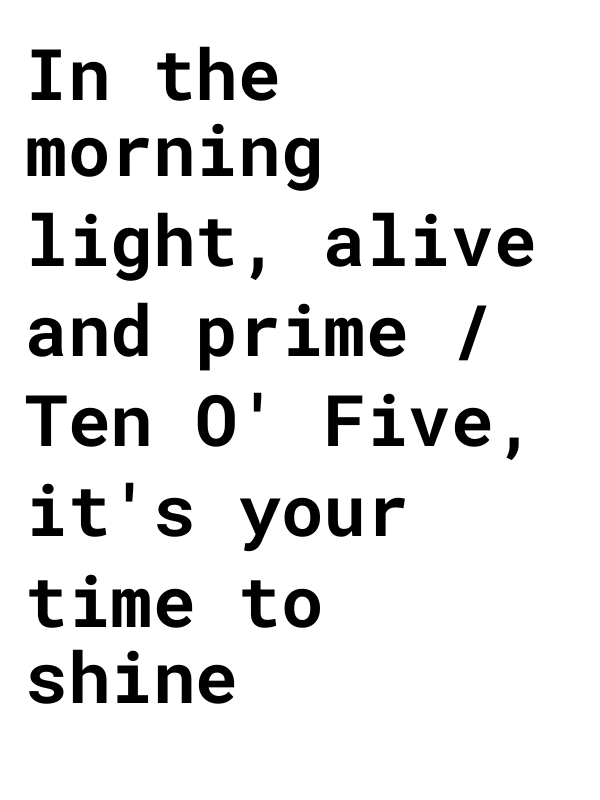 In the
morning
light, alive
and prime /
Ten O' Five,
it's your
time to
shine